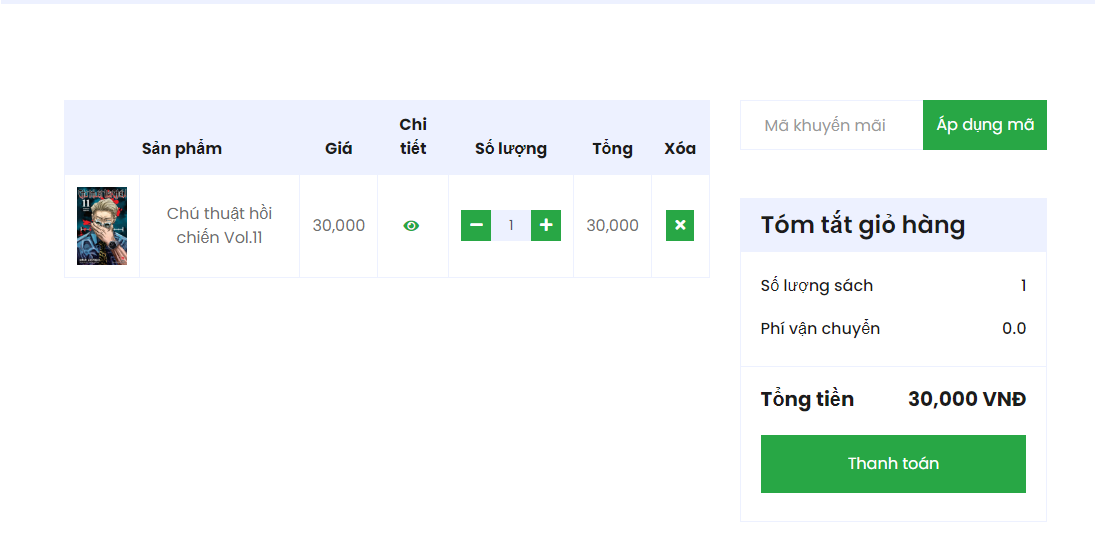 Sản phẩm
Giá
Chi
tiết
Số lượng
Tổng
Xóa
11
Chú thuật hồi
chiến Vol.11
30,000
1
30,000
Mã khuyến mãi
Áp dụng mã
Tóm tắt giỏ hàng
Số lượng sách 1
Phí vận chuyển 0.0
Tổng tiền 30,000 VNĐ
Thanh toán